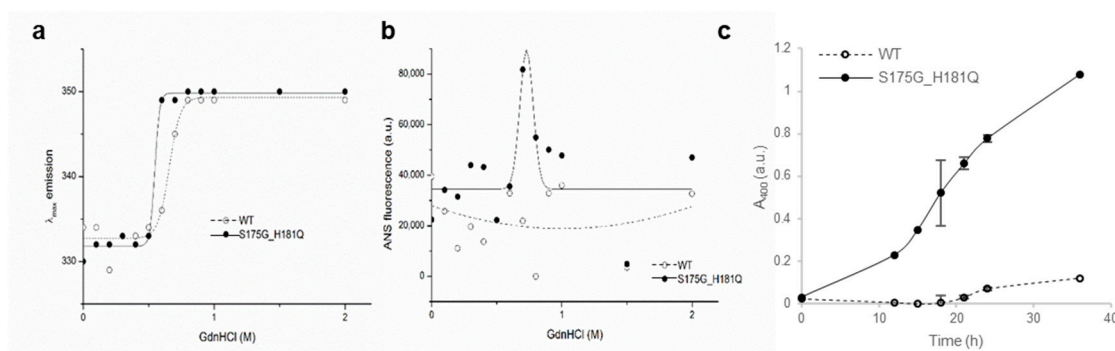 a
λmax emission
350
340
330
0
1
2
GdnHCl (M)
WT
S175G_H181Q
b
ANS fluorescence (a.u.)
80,000
60,000
40,000
20,000
0
0
1
2
GdnHCl (M)
WT
S175G_H181Q
c
A400 (a.u.)
1.2
1
0.8
0.6
0.4
0.2
0
0
10
20
30
40
Time (h)
WT
S175G_H181Q